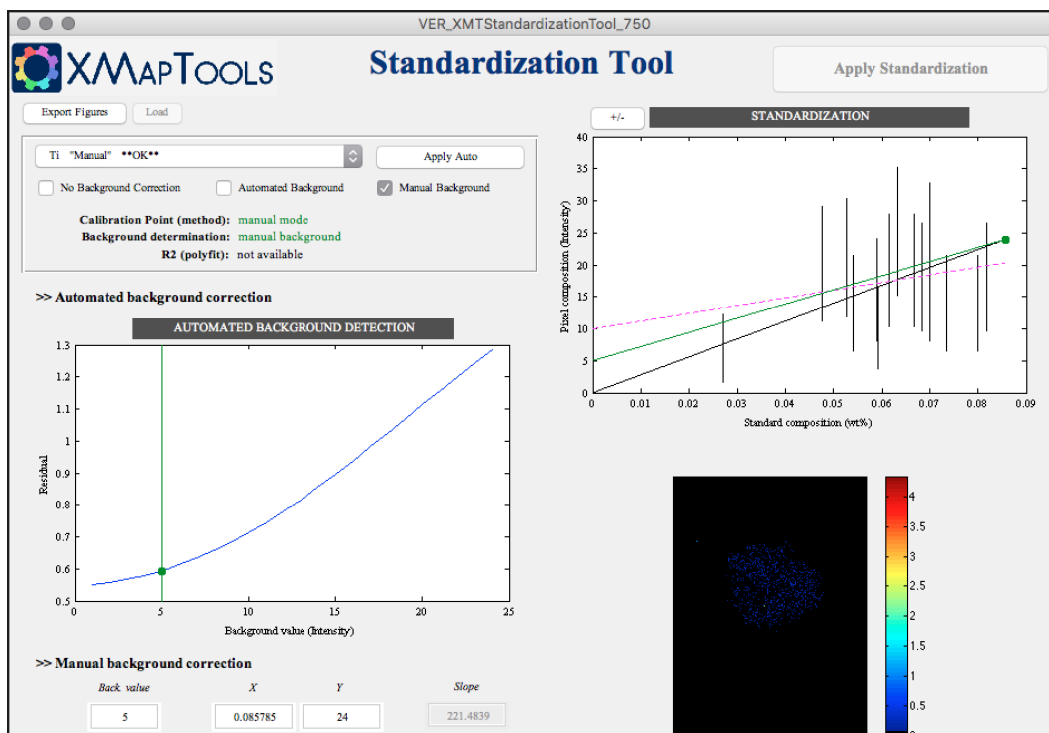 VER_XMTStandardizationTool_750
XMAPTOOLS
Standardization Tool
Apply Standardization
Export Figures
Load
+/-
STANDARDIZATION
Ti "Manual" **OK**
Apply Auto
No Background Correction
Automated Background
Manual Background
Calibration Point (method): manual mode
Background determination: manual background
R2 (polyfit): not available
>> Automated background correction
AUTOMATED BACKGROUND DETECTION
1.3
1.2
1.1
1
0.9
0.8
0.7
0.6
0.5
Residual
0 5 10 15 20 25
Background value (Intensity)
40
35
30
25
20
15
10
5
0
Pixel composition (Intensity)
0 0.01 0.02 0.03 0.04 0.05 0.06 0.07 0.08 0.09
Standard composition (wt%)
4
3.5
3
2.5
2
1.5
1
0.5
>> Manual background correction
Back. value X Y Slope
5 0.085785 24 221.4839